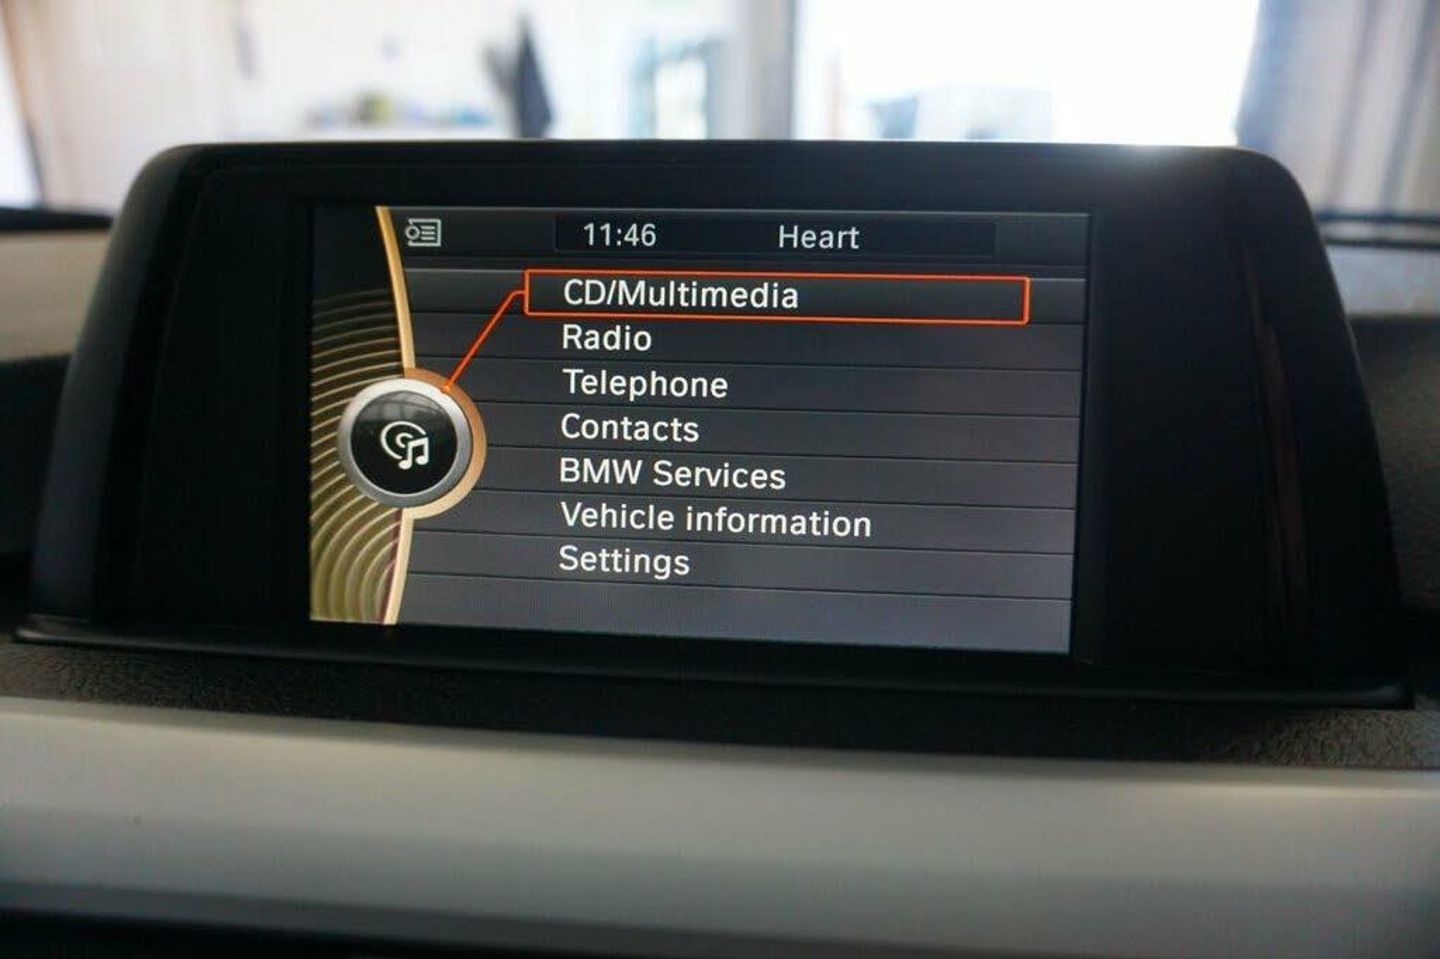 11:46 Heart
CD/Multimedia
Radio
Telephone
Contacts
BMW Services
Vehicle information
Settings